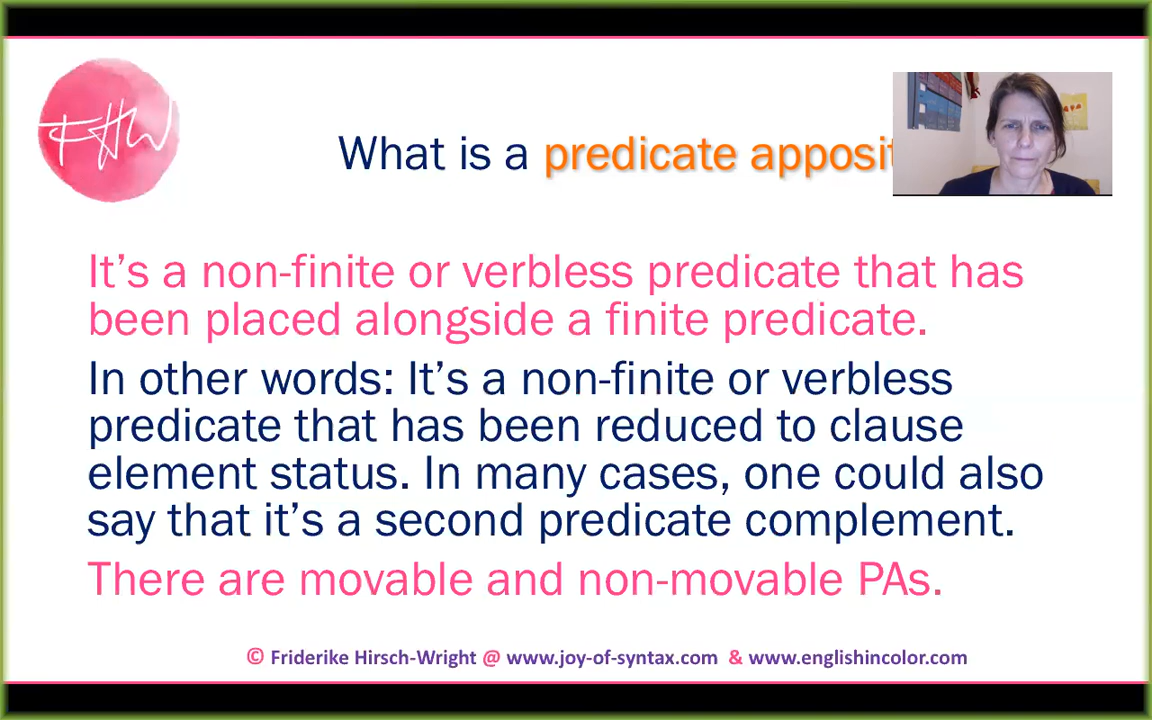 FHW
What is a predicate
It's a non-finite or verbless predicate that has
been placed alongside a finite predicate.
In other words: It's a non-finite or verbless
predicate that has been reduced to clause
element status. In many cases, one could also
say that it's a second predicate complement.
There are movable and non-movable PAs.
© Friderike Hirsch-Wright @ www.joy-of-syntax.com & www.englishincolor.com